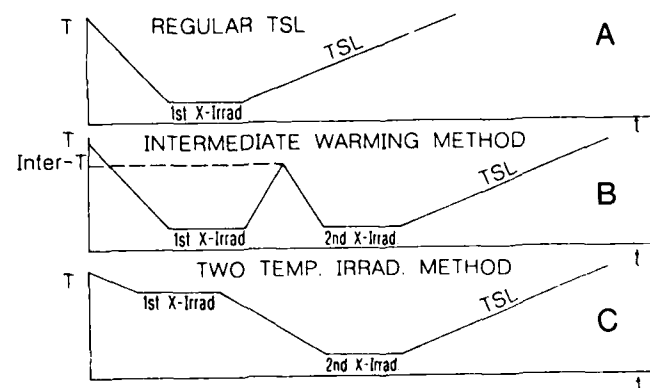 T REGULAR TSL
TSL
A
1st X-Irrad
t
T INTERMEDIATE WARMING METHOD
Inter-T
TSL
B
1st X-Irrad 2nd X-Irrad
t
TWO TEMP. IRRAD. METHOD
T
1st X-Irrad
TSL
C
2nd X-Irrad
t